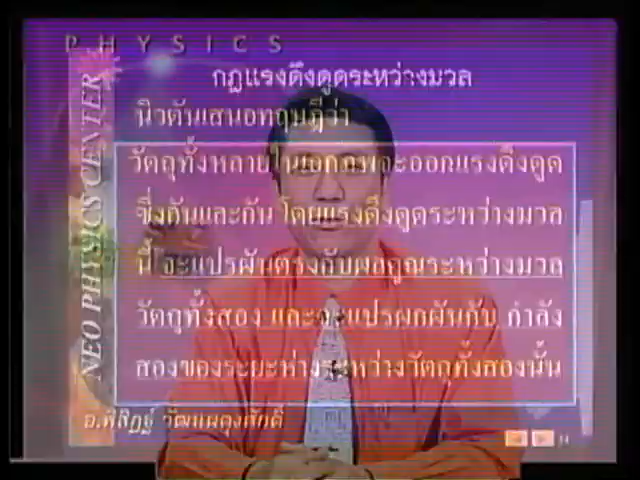 PHYSICS
กฎแรงดึงดูดระหว่างมวล
นิวตันเสนอทฤษฎีว่า
วัตถุทั้งหลายในเอกภพจะออกแรงดึงดูด
ซึ่งกันและกัน โดยแรงดึงดูดระหว่างมวล
นี้ จะแปรผันตรงกับผลคูณระหว่างมวล
วัตถุทั้งสอง และจะแปรผกผันกับ กำลัง
สองของระยะห่างระหว่างวัตถุทั้งสองนั้น
NEO PHYSICS CENTER
อ.พิสิฏฐ์ วัฒนผดุงศักดิ์